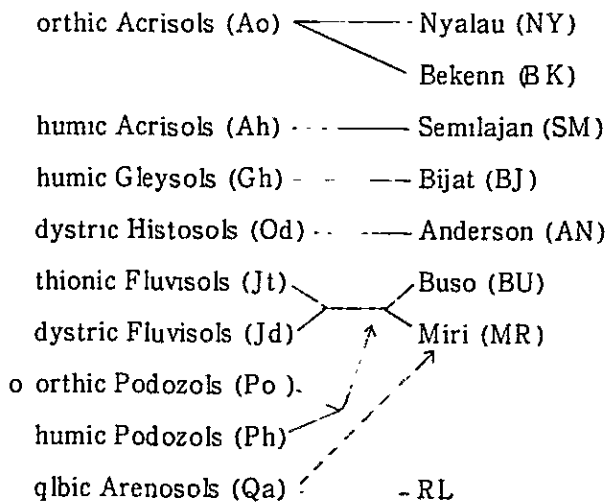 orthic Acrisols (Ao) Nyalau (NY)
Bekenn (BK)
humic Acrisols (Ah) Semilajan (SM)
humic Gleysols (Gh) Bijat (BJ)
dystric Histosols (Od) Anderson (AN)
thionic Fluvisols (Jt) Buso (BU)
dystric Fluvisols (Jd) Miri (MR)
o orthic Podozols (Po).
humic Podozols (Ph)
qlbic Arenosols (Qa) - RL